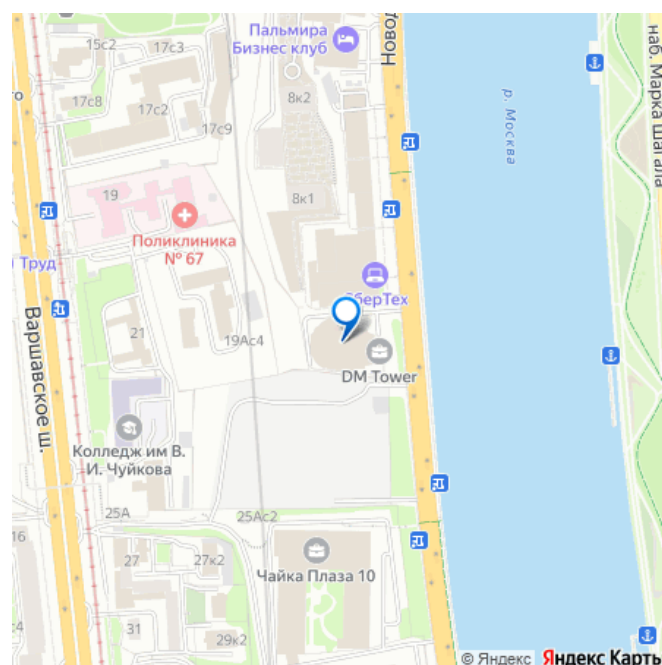 Пальмира
Бизнес клуб
Новод
15с2
17с3
17с8
17с2
17с9
8к2
8к1
19
Поликлиника
№ 67
Труд
Варшавское ш.
21
19Ас4
СберТех
DM Tower
Колледж им В.
И. Чуйкова
25А
25Ас2
16
27
27к2
Чайка Плаза 10
31
29к2
р. Москва
наб. Марка Шагала
© Яндекс Яндекс Карты